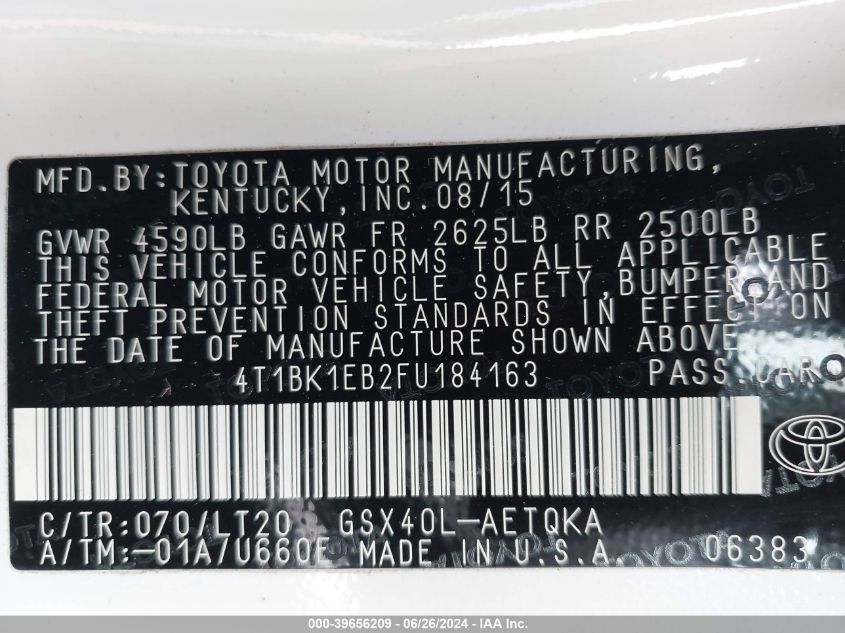 MFD.BY:TOYOTA MOTOR MANUFACTURING,
KENTUCKY,INC.08/15
GVWR 4590LB GAWR FR 2625LB RR 2500LB
THIS VEHICLE CONFORMS TO ALL APPLICABLE
FEDERAL MOTOR VEHICLE SAFETY,BUMPER,AND
THEFT PREVENTION STANDARDS IN EFFECT ON
THE DATE OF MANUFACTURE SHOWN ABOVE.
4T1BK1EB2FU184163 PASS.CAR
C/TR:070/LT20 GSX40L-AETQKA
A/TM:-01A/U660E MADE IN U.S.A 06383
000-39656209 - 06/26/2024 - IAA Inc.